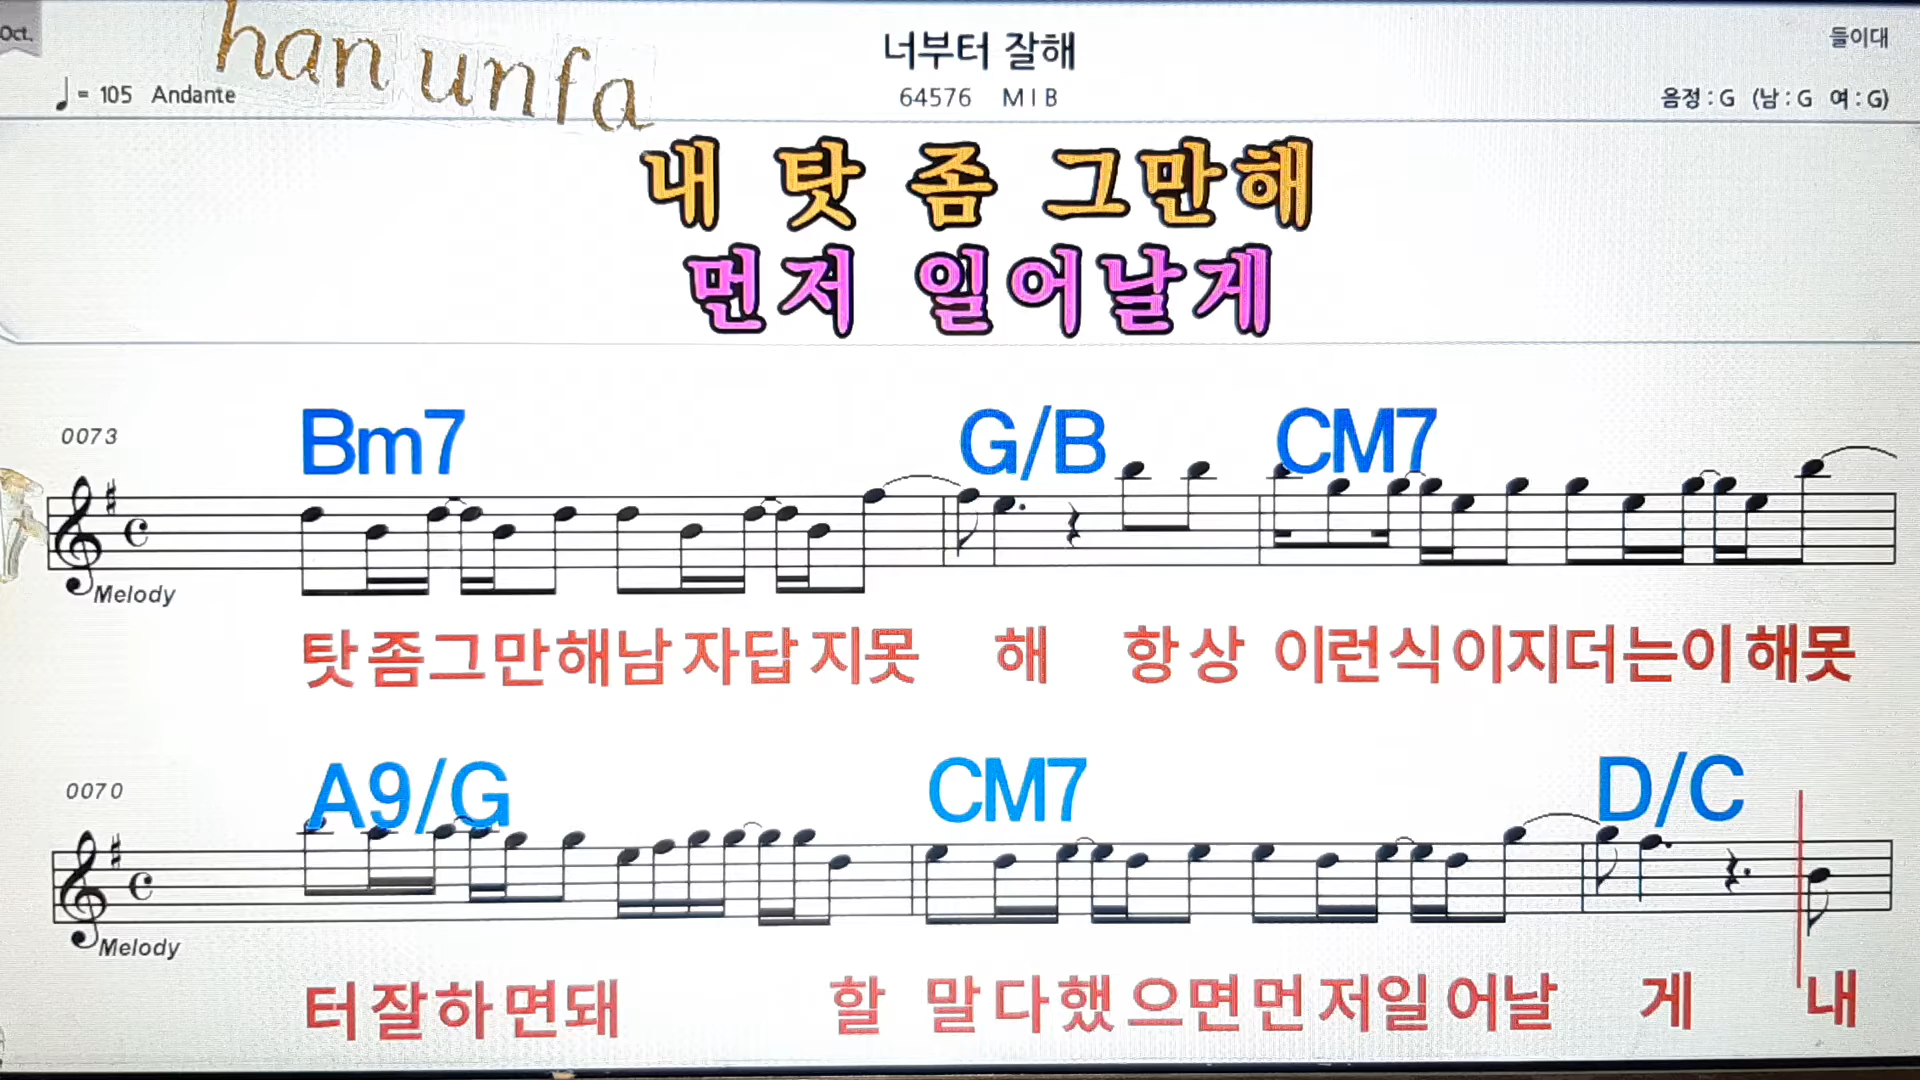 Oct.
han unfa
너부터 잘해
들이대
♩= 105 Andante
64576 MIB
음정 : G (남 : G 여 : G)
내 탓 좀 그만해
먼저 일어날게
0073
Bm7 G/B CM7
Melody
탓좀그만해남자답지못 해 항상 이런식이지더는이해못
0070
A9/G CM7 D/C
Melody
터잘하면돼 할 말다했으면먼저일어날 게 내